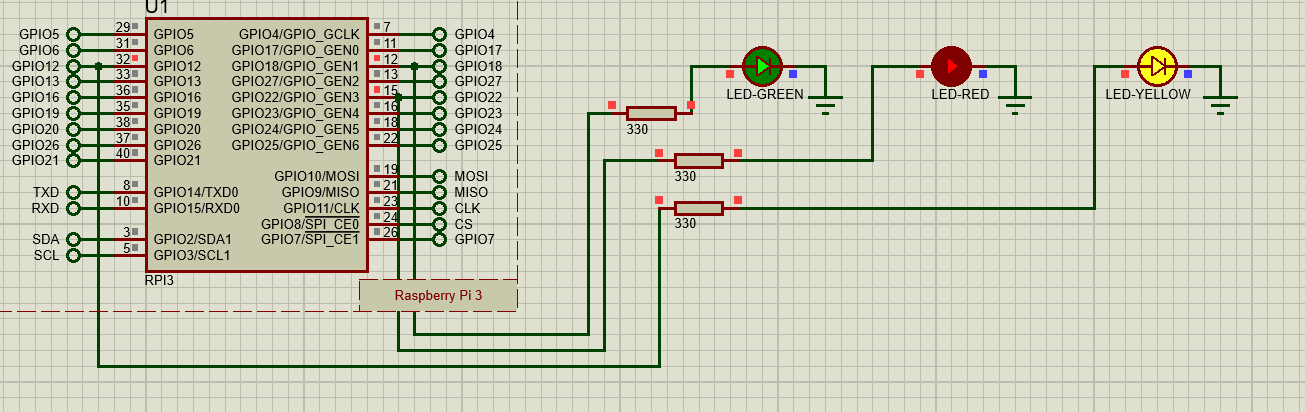 U1
GPIO5 29 GPIO5 GPIO4/GPIO_GCLK 7 GPIO4
GPIO6 31 GPIO6 GPIO17/GPIO_GEN0 11 GPIO17
GPIO12 32 GPIO12 GPIO18/GPIO_GEN1 12 GPIO18
GPIO13 33 GPIO13 GPIO27/GPIO_GEN2 13 GPIO27
GPIO16 36 GPIO16 GPIO22/GPIO_GEN3 15 GPIO22
GPIO19 35 GPIO19 GPIO23/GPIO_GEN4 16 GPIO23
GPIO20 38 GPIO20 GPIO24/GPIO_GEN5 18 GPIO24
GPIO26 37 GPIO26 GPIO25/GPIO_GEN6 22 GPIO25
GPIO21 40 GPIO21
GPIO10/MOSI 19 MOSI
TXD 8 GPIO14/TXD0 GPIO9/MISO 21 MISO
RXD 10 GPIO15/RXD0 GPIO11/CLK 23 CLK
GPIO8/SPI_CE0 24 CS
SDA 3 GPIO2/SDA1 GPIO7/SPI_CE1 26 GPIO7
SCL 5 GPIO3/SCL1
RPI3
Raspberry Pi 3
LED-GREEN LED-RED LED-YELLOW
330
330
330